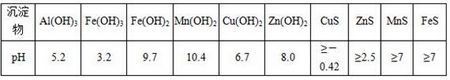 沉淀物 Al(OH)₃ Fe(OH)₃ Fe(OH)₂ Mn(OH)₂ Cu(OH)₂ Zn(OH)₂ CuS ZnS MnS FeS
pH 5.2 3.2 9.7 10.4 6.7 8.0 ≥−0.42 ≥2.5 ≥7 ≥7